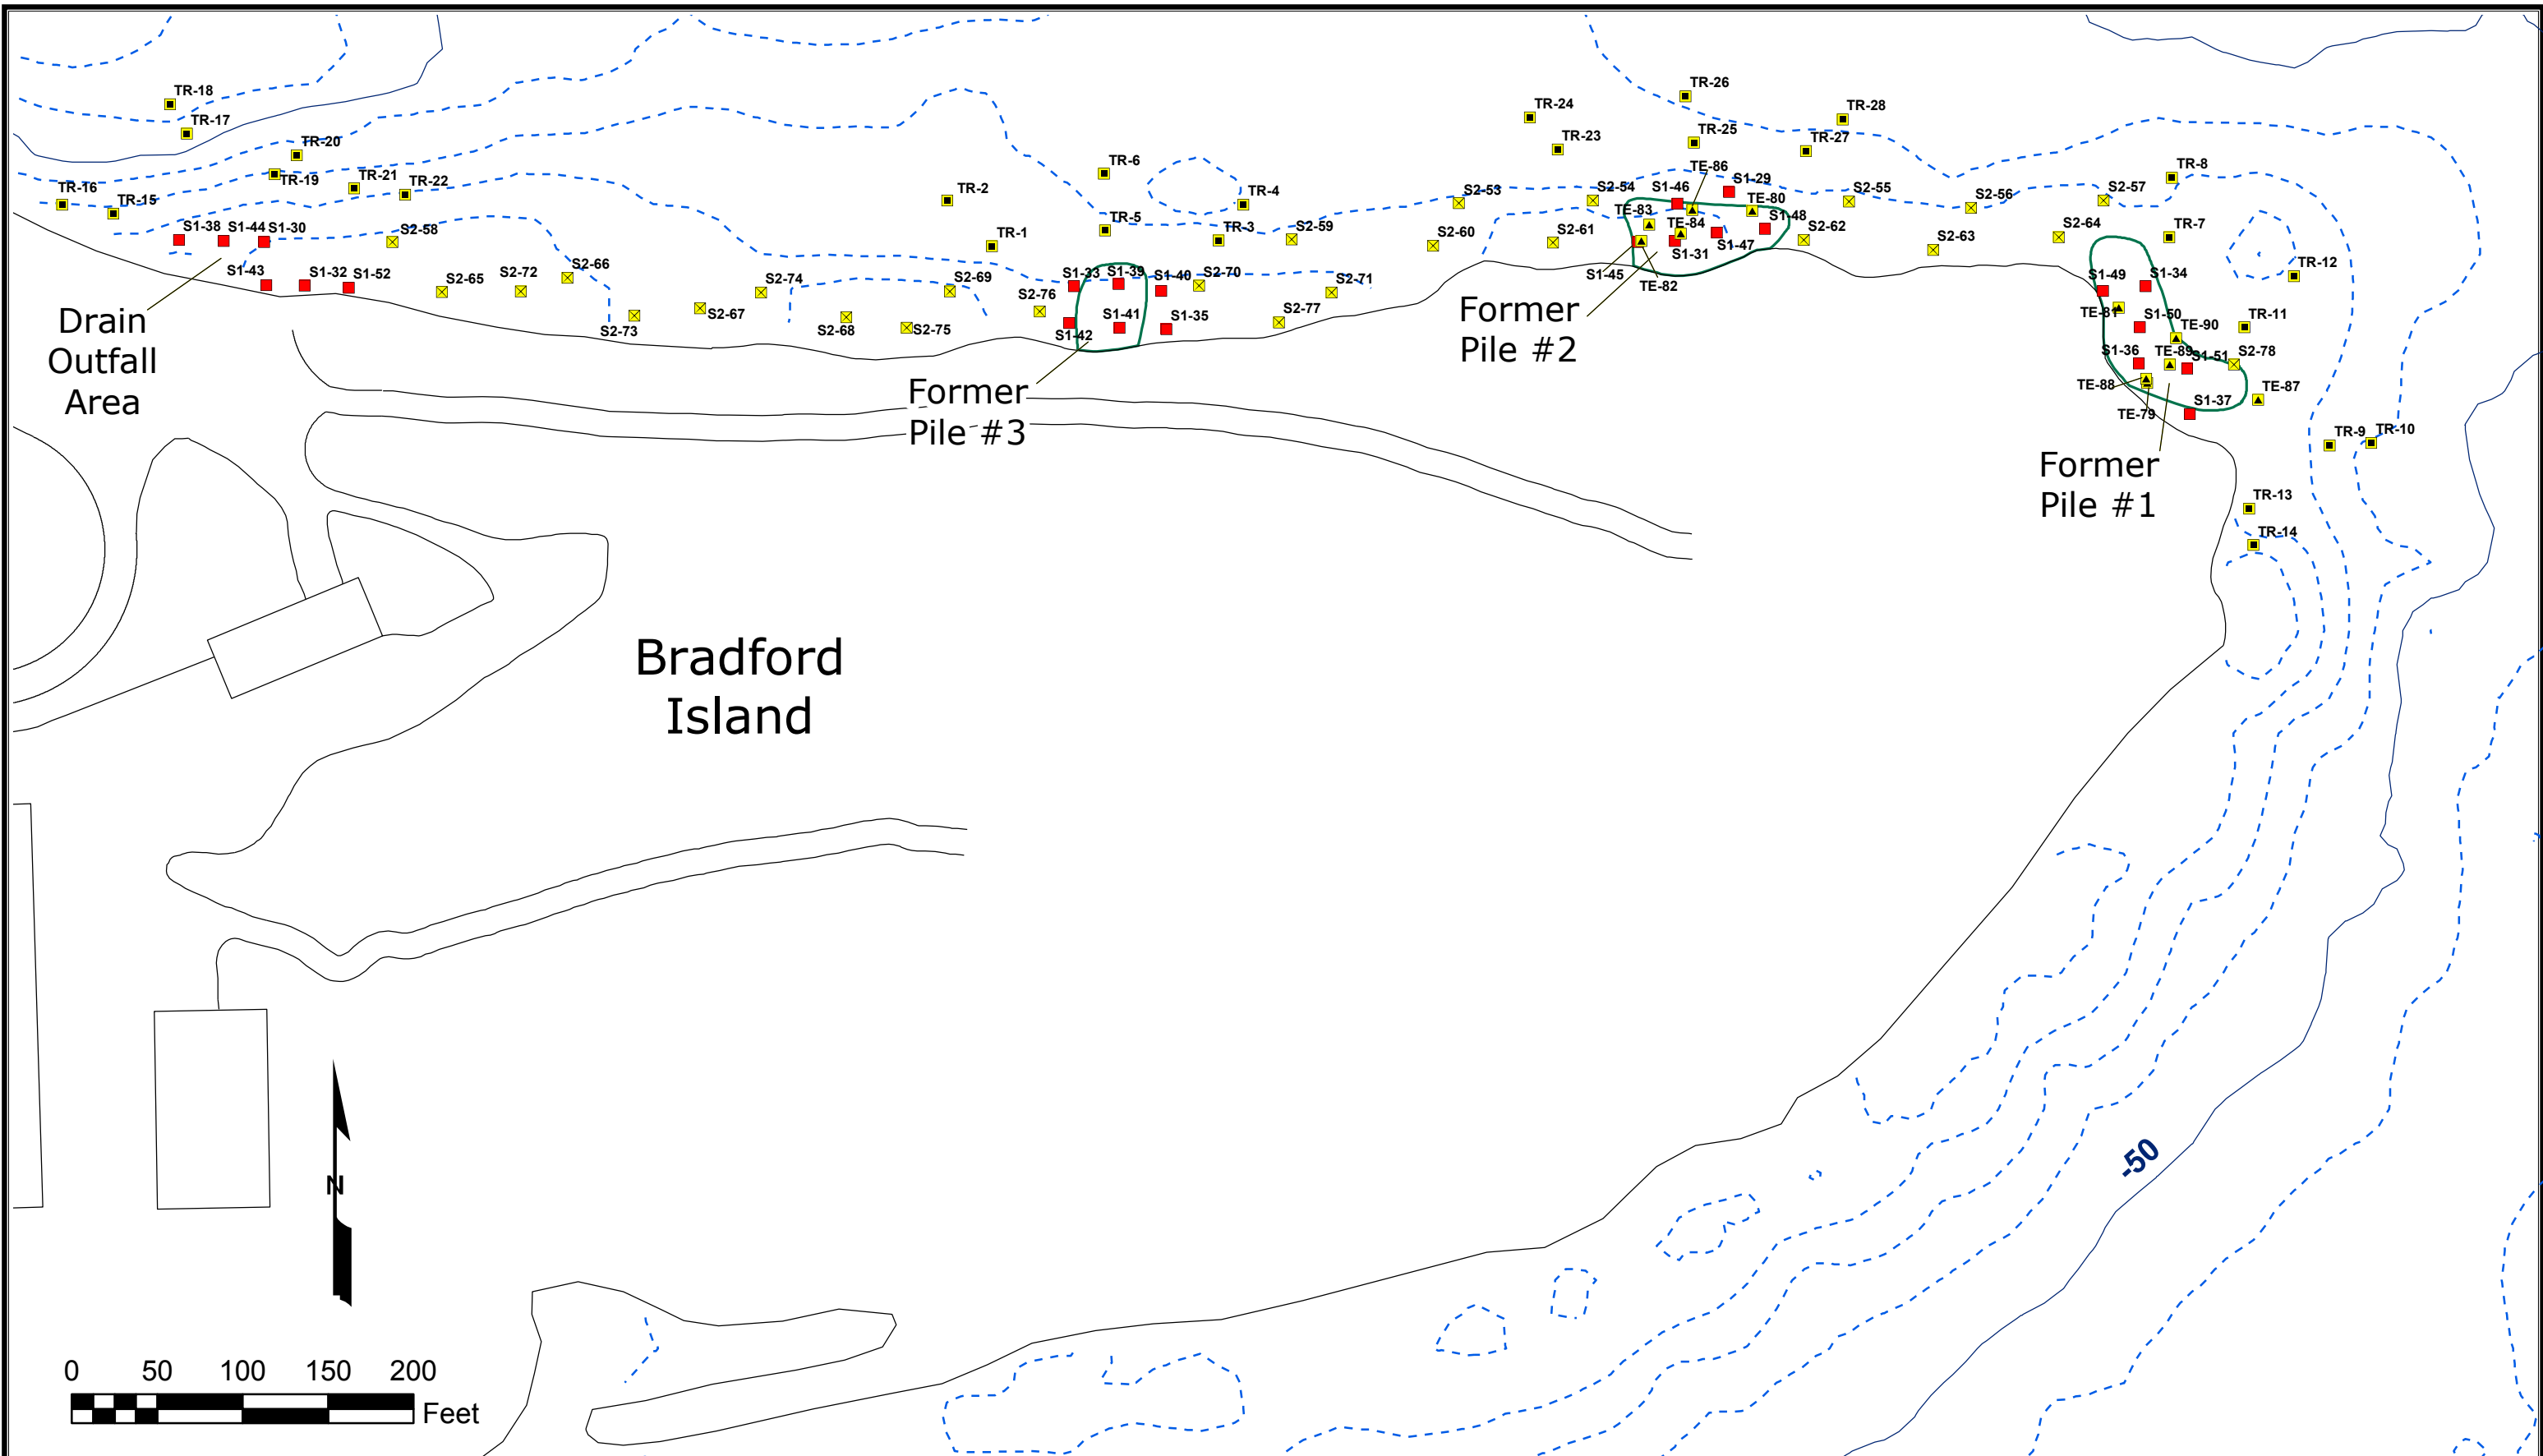 TR-18
TR-17
TR-20
TR-19
TR-21
TR-22
TR-16
TR-15
S1-38
S1-44
S1-30
S2-58
S1-43
S1-32
S1-52
S2-65
S2-72
S2-66
S2-73
S2-67
S2-74
S2-68
S2-75
S2-69
S2-76
TR-2
TR-1
TR-6
TR-5
TR-4
TR-3
S2-59
S1-33
S1-39
S1-40
S2-70
S2-71
S1-42
S1-41
S1-35
S2-77
S2-53
S2-60
S2-61
S2-54
TR-24
TR-23
TR-26
TR-25
TR-28
TR-27
TE-86
S1-46
S1-29
TE-83
TE-84
TE-80
S1-48
S1-47
S1-31
S1-45
TE-82
S2-62
S2-55
S2-56
S2-63
S2-57
S2-64
TR-8
TR-7
TR-12
S1-49
S1-34
TE-81
S1-50
TE-90
TR-11
S1-36
TE-89
S1-51
S2-78
TE-88
TE-79
S1-37
TE-87
TR-9
TR-10
TR-13
TR-14
Drain
Outfall
Area
Former
Pile #3
Former
Pile #2
Former
Pile #1
Bradford
Island
-50
N
0 50 100 150 200
Feet